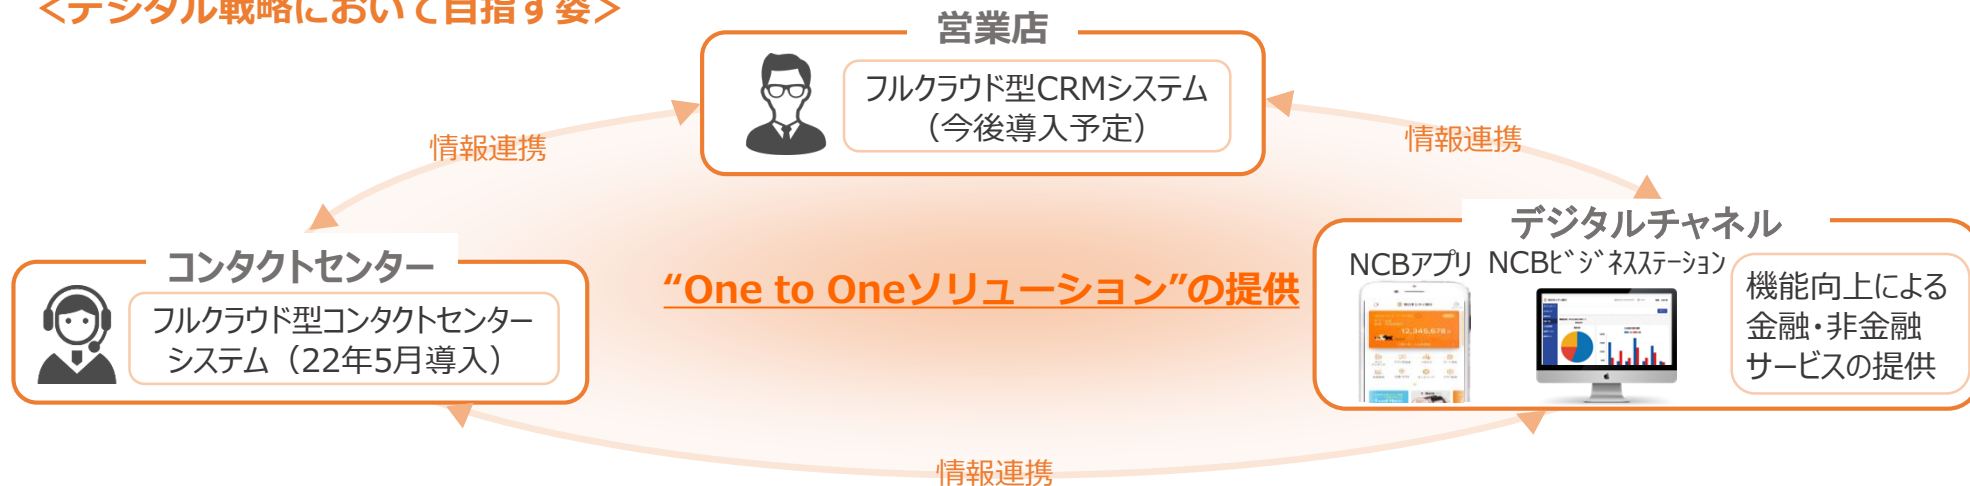 <デジタル戦略において目指す姿>
営業店
フルクラウド型CRMシステム
（今後導入予定）
情報連携
情報連携
コンタクトセンター
フルクラウド型コンタクトセンター
システム（22年5月導入）
“One to Oneソリューション”の提供
デジタルチャネル
NCBアプリ
NCBﾋﾞｼﾞﾈｽｽﾃｰｼｮﾝ
12,345,678
機能向上による
金融・非金融
サービスの提供
情報連携